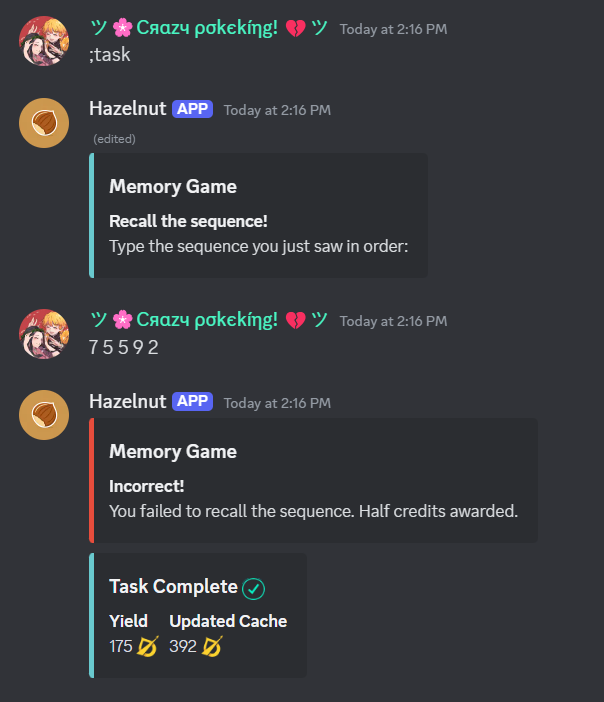 ツ 🌸 Cяαzч ρσkєkíηg! 💔 ツ Today at 2:16 PM
;task
Hazelnut APP Today at 2:16 PM
(edited)
Memory Game
Recall the sequence!
Type the sequence you just saw in order:
ツ 🌸 Cяαzч ρσkєkíηg! 💔 ツ Today at 2:16 PM
7 5 5 9 2
Hazelnut APP Today at 2:16 PM
Memory Game
Incorrect!
You failed to recall the sequence. Half credits awarded.
Task Complete
Yield Updated Cache
175 392